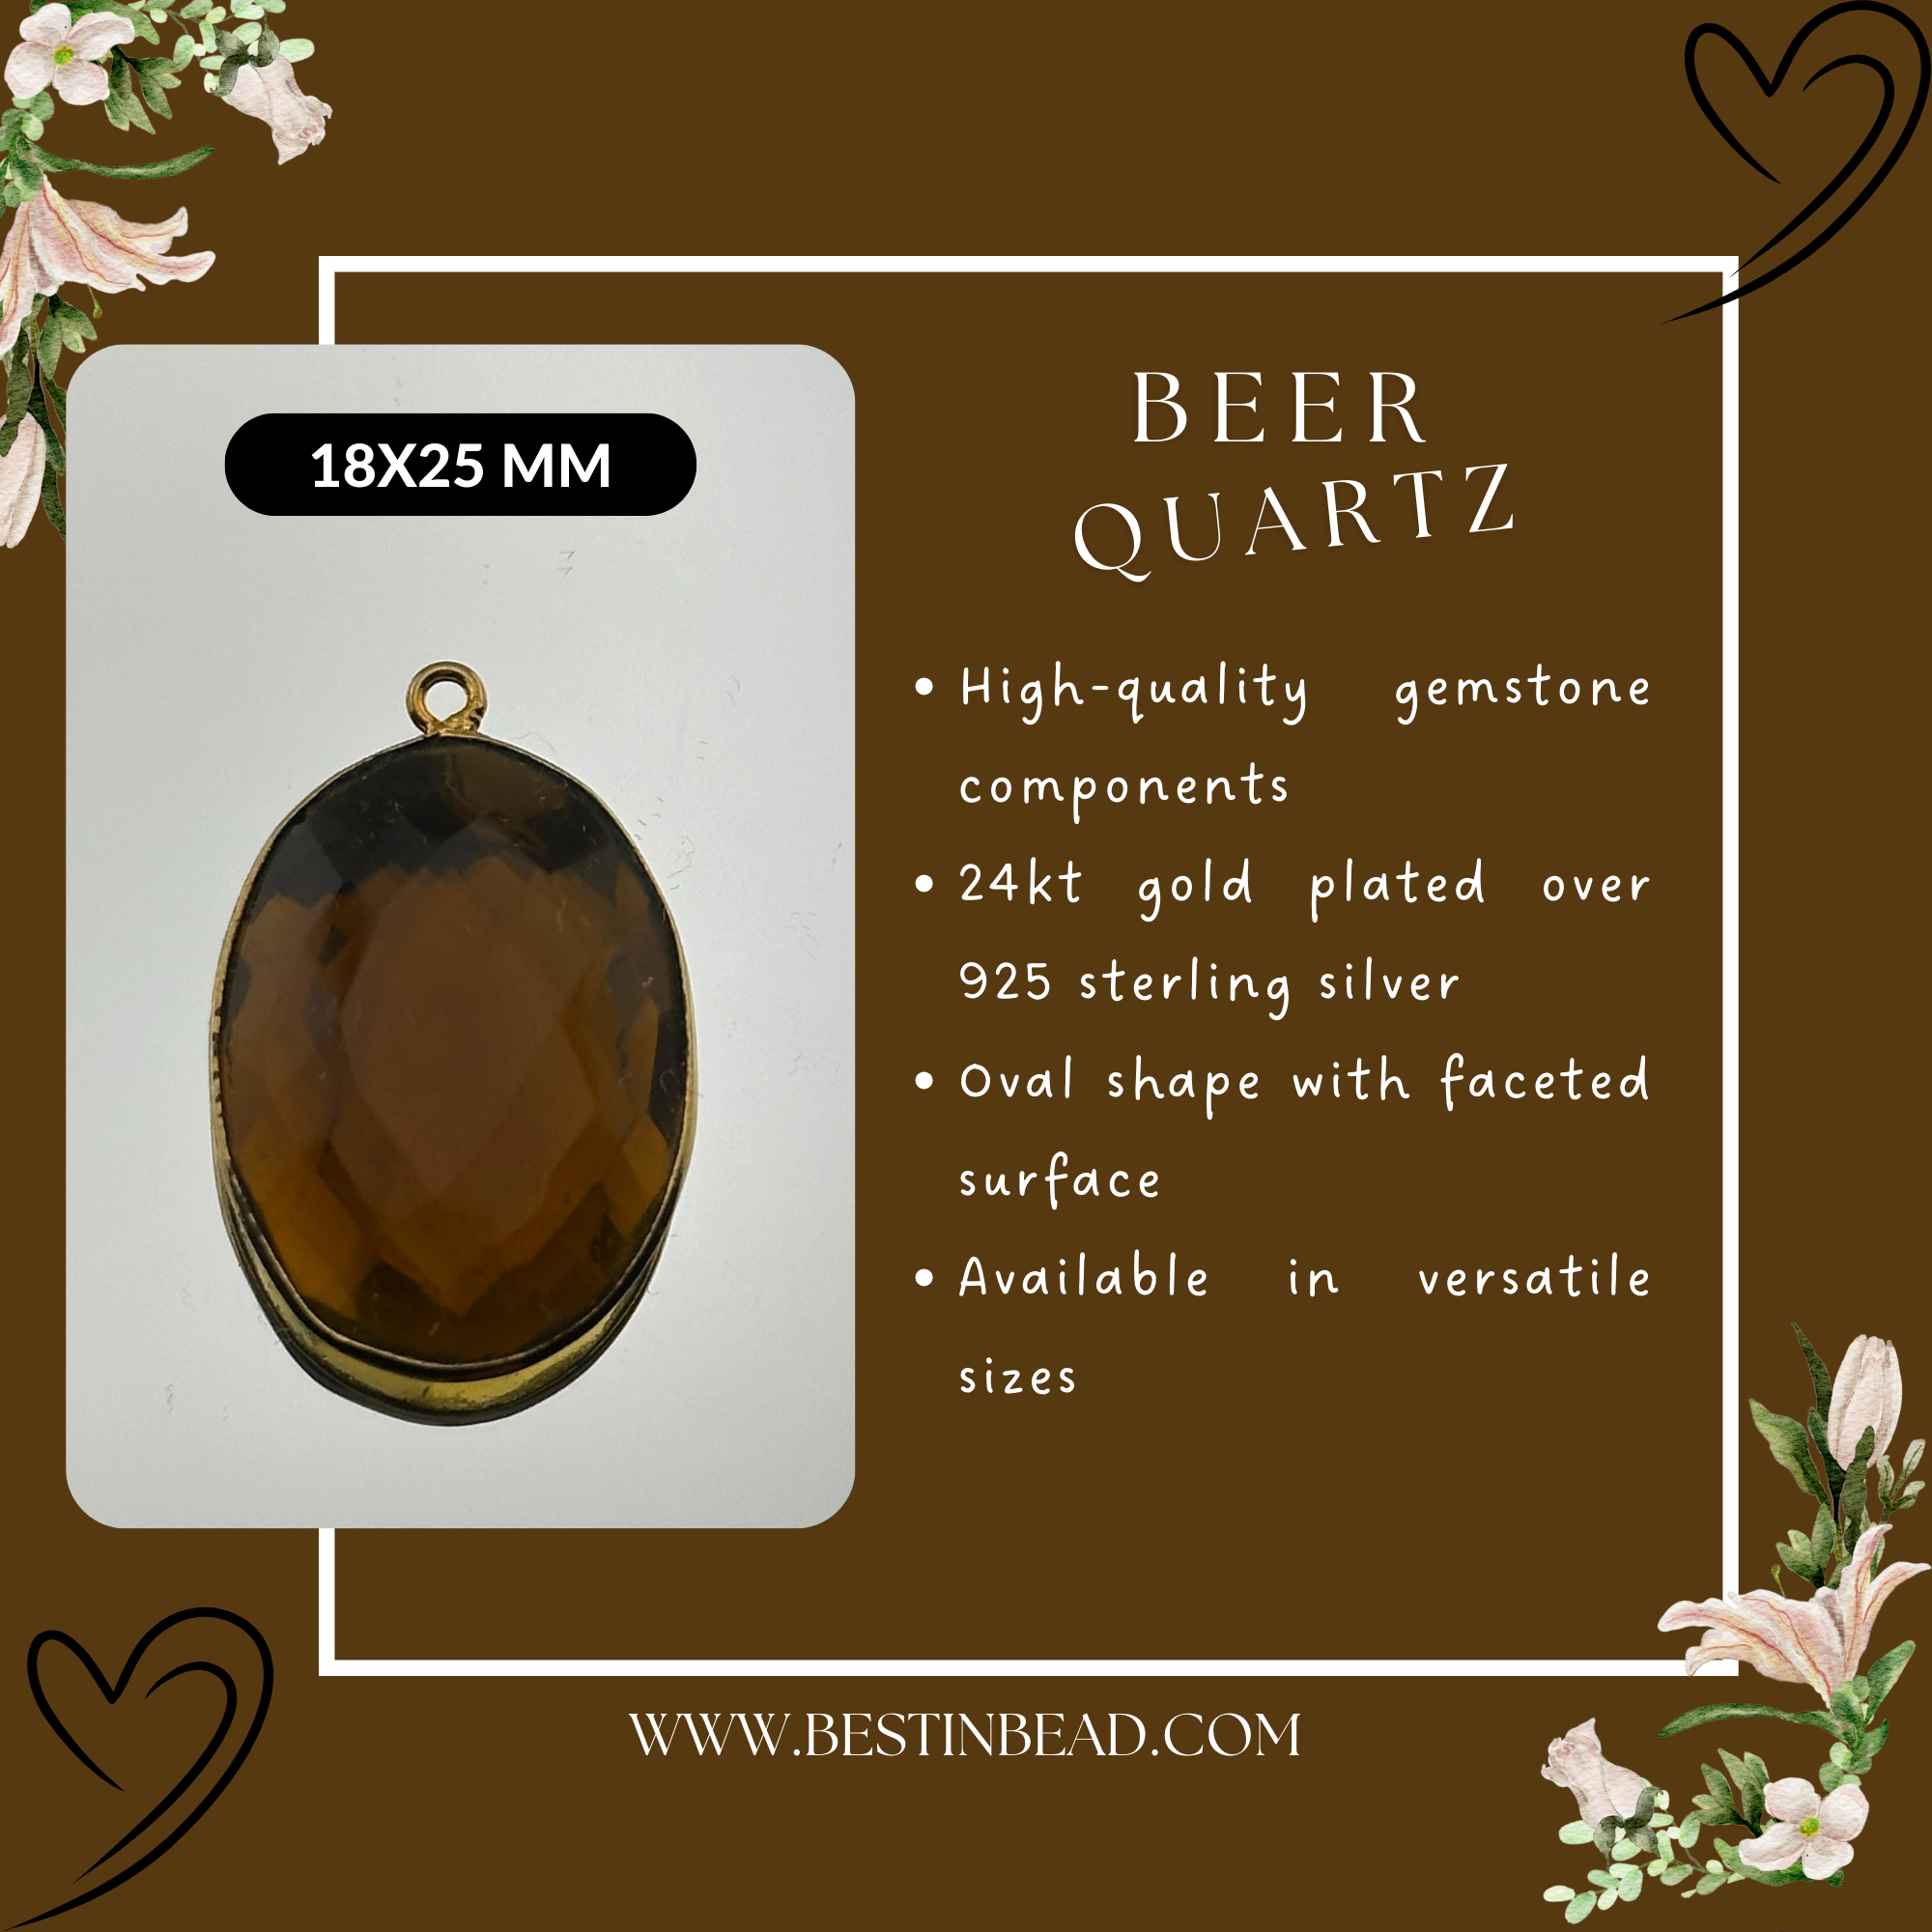 18X25 MM
BEER
QUARTZ
• High-quality gemstone
components
• 24kt gold plated over
925 sterling silver
• Oval shape with faceted
surface
• Available in versatile
sizes
WWW.BESTINBEAD.COM